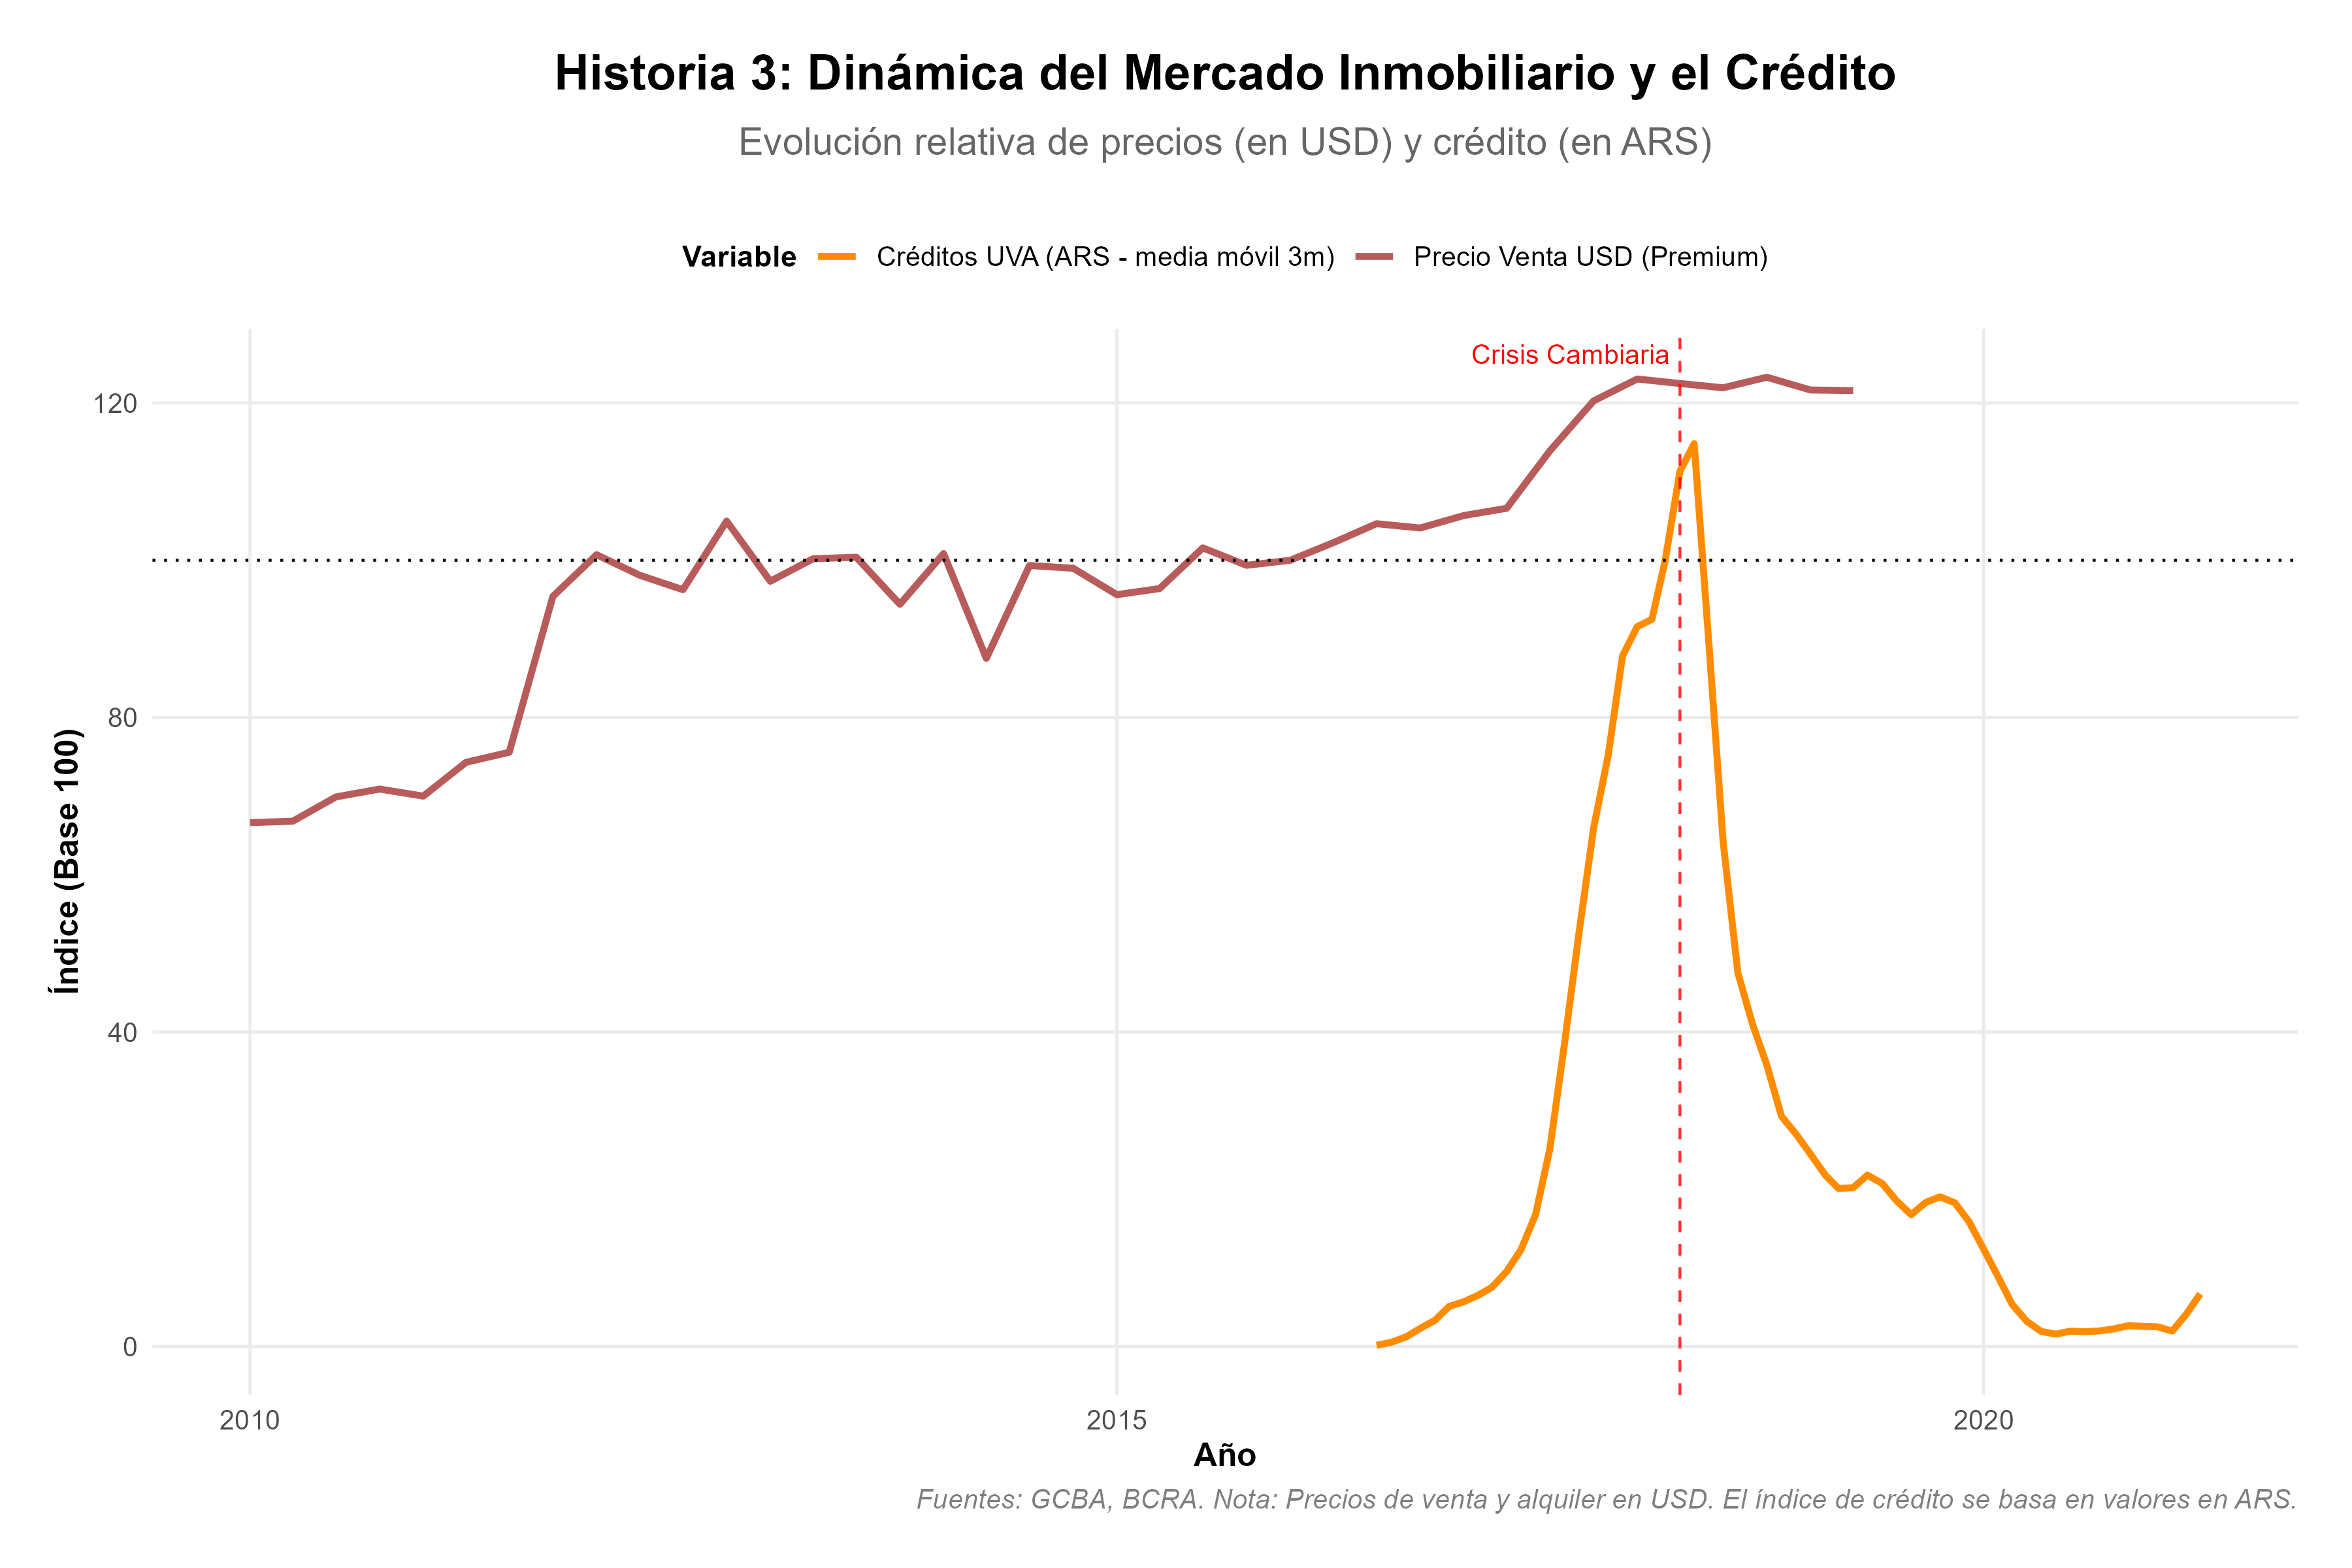 Historia 3: Dinámica del Mercado Inmobiliario y el Crédito
Evolución relativa de precios (en USD) y crédito (en ARS)
Variable Créditos UVA (ARS - media móvil 3m) Precio Venta USD (Premium)
Crisis Cambiaria
120
80
40
0
Índice (Base 100)
2010 2015 2020
Año
Fuentes: GCBA, BCRA. Nota: Precios de venta y alquiler en USD. El índice de crédito se basa en valores en ARS.